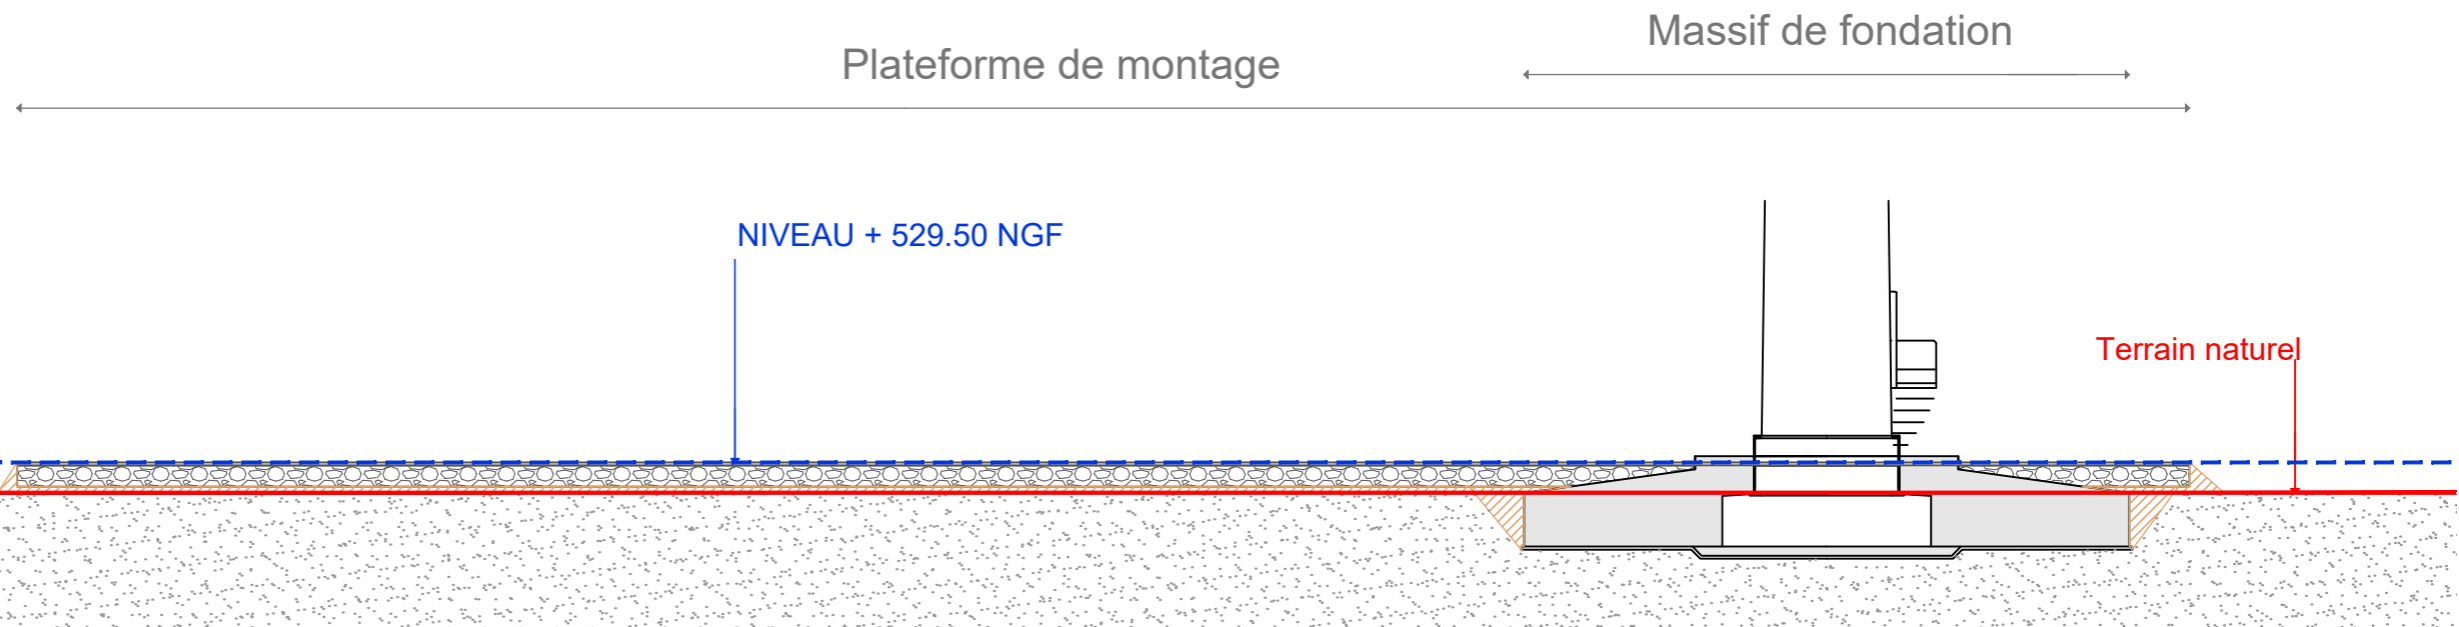 Massif de fondation
Plateforme de montage
NIVEAU + 529.50 NGF
Terrain naturel